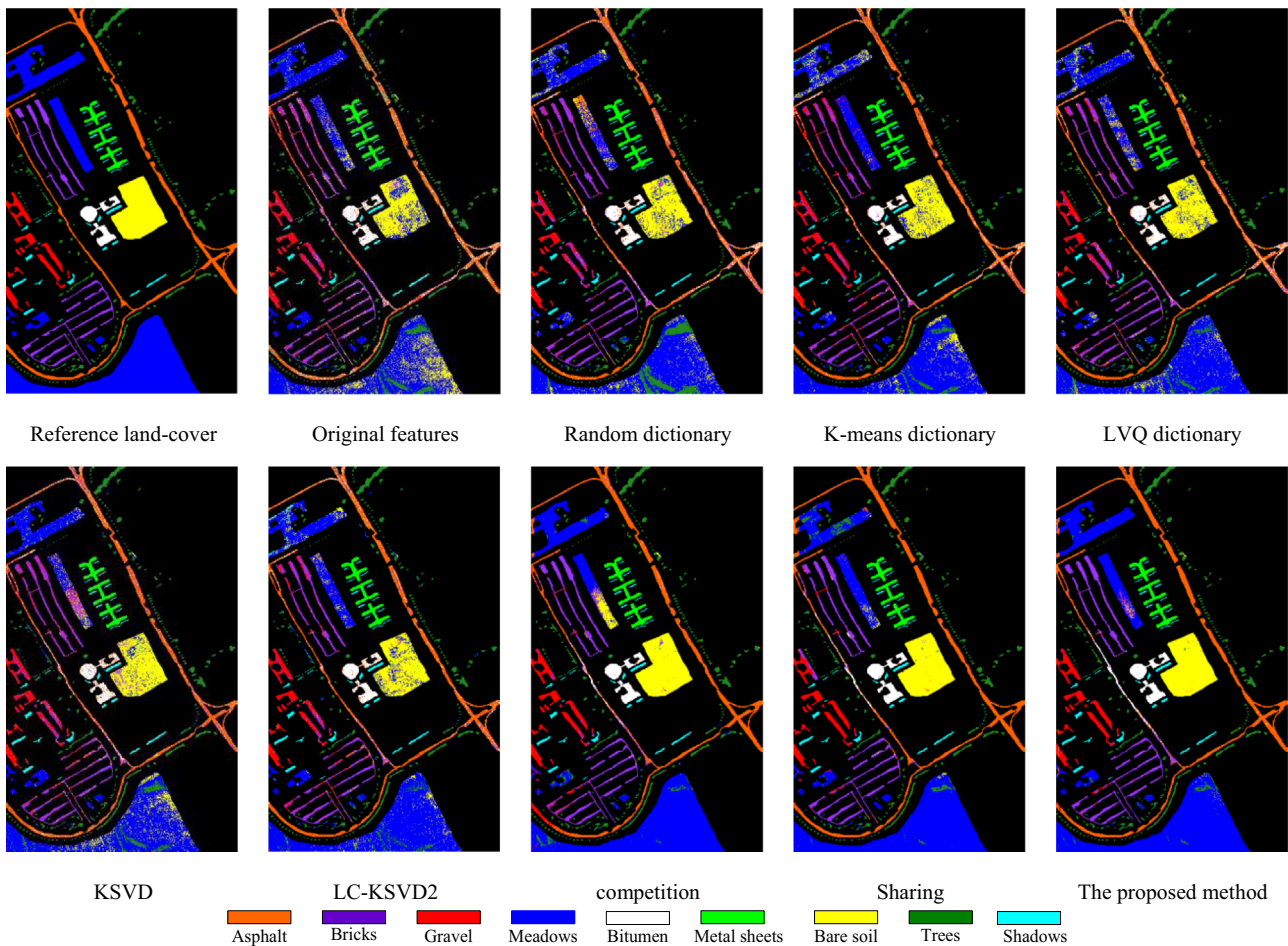 Reference land-cover Original features Random dictionary K-means dictionary LVQ dictionary
KSVD LC-KSVD2 competition Sharing The proposed method
Asphalt Bricks Gravel Meadows Bitumen Metal sheets Bare soil Trees Shadows